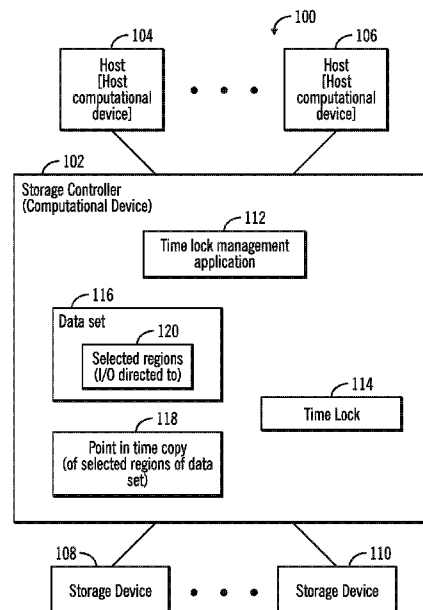 100
104
106
Host
[Host
computational
device]
Host
[Host
computational
device]
102
Storage Controller
(Computational Device)
112
Time lock management
application
116
Data set
120
Selected regions
(I/O directed to)
114
Time Lock
118
Point in time copy
(of selected regions of data
set)
108
110
Storage Device
Storage Device